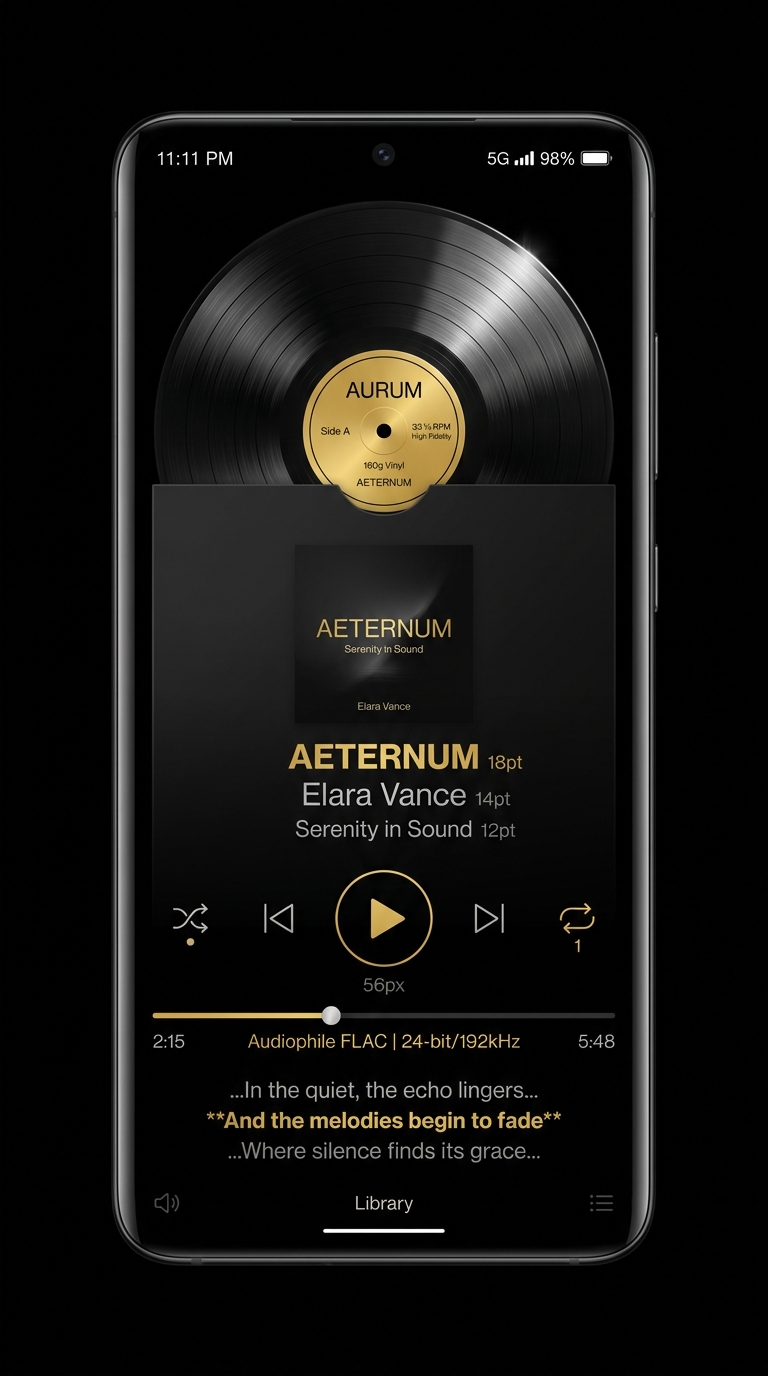 11:11 PM
5G 98%
AURUM
Side A
33 ⅓ RPM
High Pidatity
160g Vinyl
AETERNUM
AETERNUM
Serenity In Sound
Elara Vance
AETERNUM 18pt
Elara Vance 14pt
Serenity in Sound 12pt
1
56px
2:15 Audiophile FLAC | 24-bit/192kHz 5:48
...In the quiet, the echo lingers...
**And the melodies begin to fade**
...Where silence finds its grace...
Library